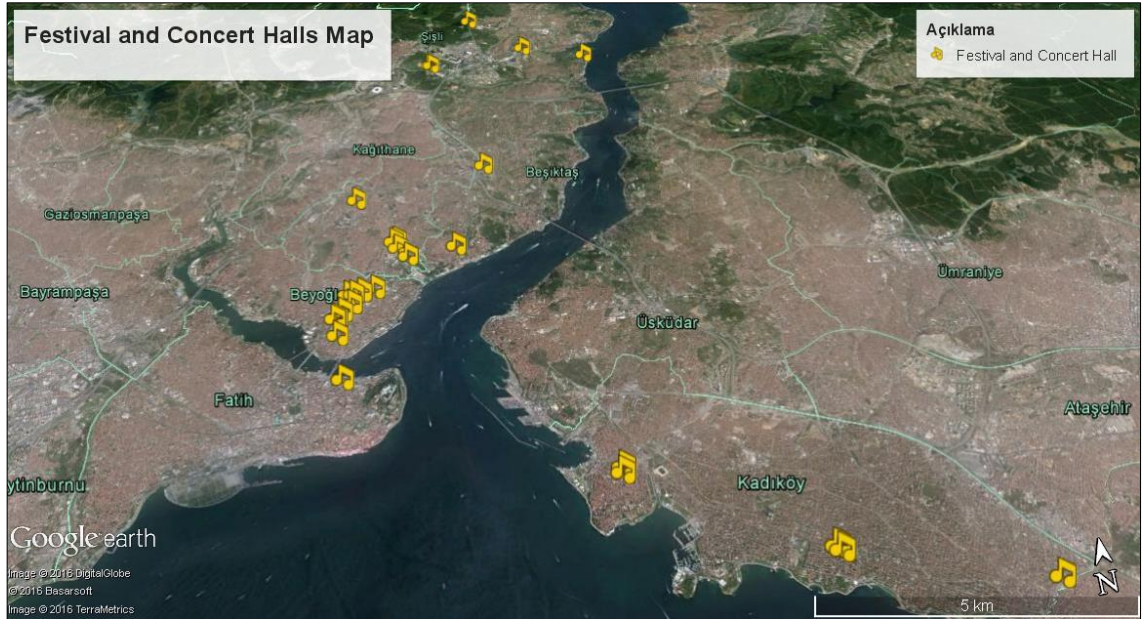 Festival and Concert Halls Map
Açıklama
Festival and Concert Hall
Şişli
Kağıthane
Beşiktaş
Gaziosmanpaşa
Bayrampaşa
Beyoğl
Ümraniye
Üsküdar
Fatih
Ataşehir
ytinburnu
Kadıköy
Google earth
Image © 2016 DigitalGlobe
© 2016 Basarsoft
Image © 2016 TerraMetrics
N
5 km